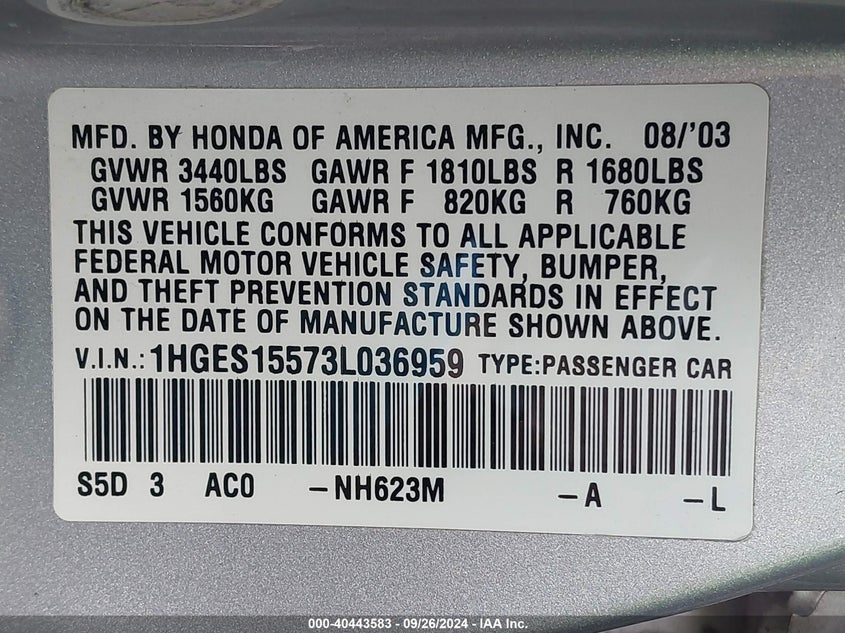 MFD. BY HONDA OF AMERICA MFG., INC. 08/'03
GVWR 3440LBS GAWR F 1810LBS R 1680LBS
GVWR 1560KG GAWR F 820KG R 760KG
THIS VEHICLE CONFORMS TO ALL APPLICABLE
FEDERAL MOTOR VEHICLE SAFETY, BUMPER,
AND THEFT PREVENTION STANDARDS IN EFFECT
ON THE DATE OF MANUFACTURE SHOWN ABOVE.
V.I.N.: 1HGES15573L036959 TYPE:PASSENGER CAR
S5D 3 AC0 -NH623M -A -L
000-40443583 - 09/26/2024 - IAA Inc.